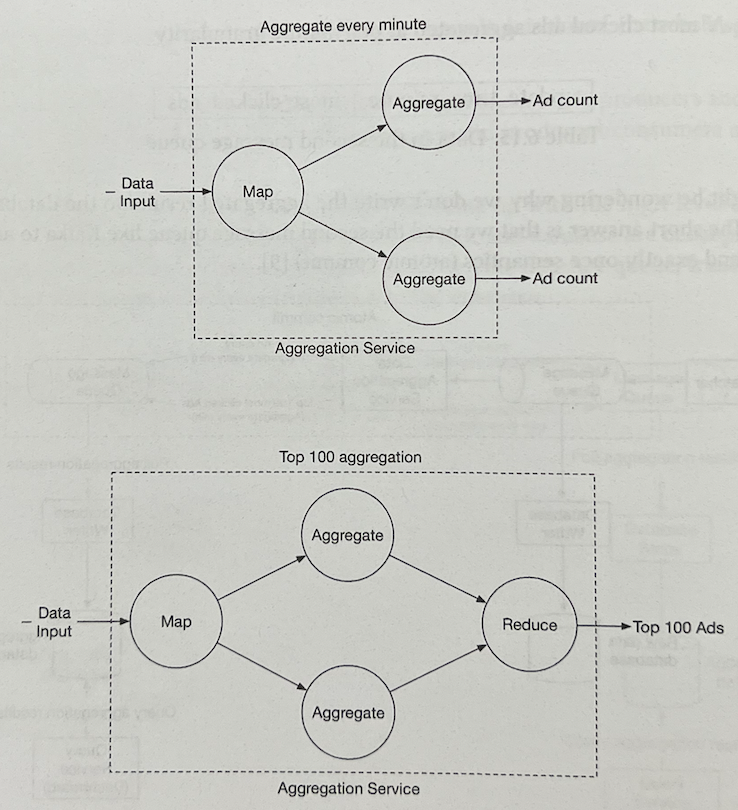 Aggregate every minute
Aggregate
Ad count
Data
Input
Map
Aggregate
Ad count
Aggregation Service
Top 100 aggregation
Aggregate
Data
Input
Map
Reduce
Top 100 Ads
Aggregate
Aggregation Service